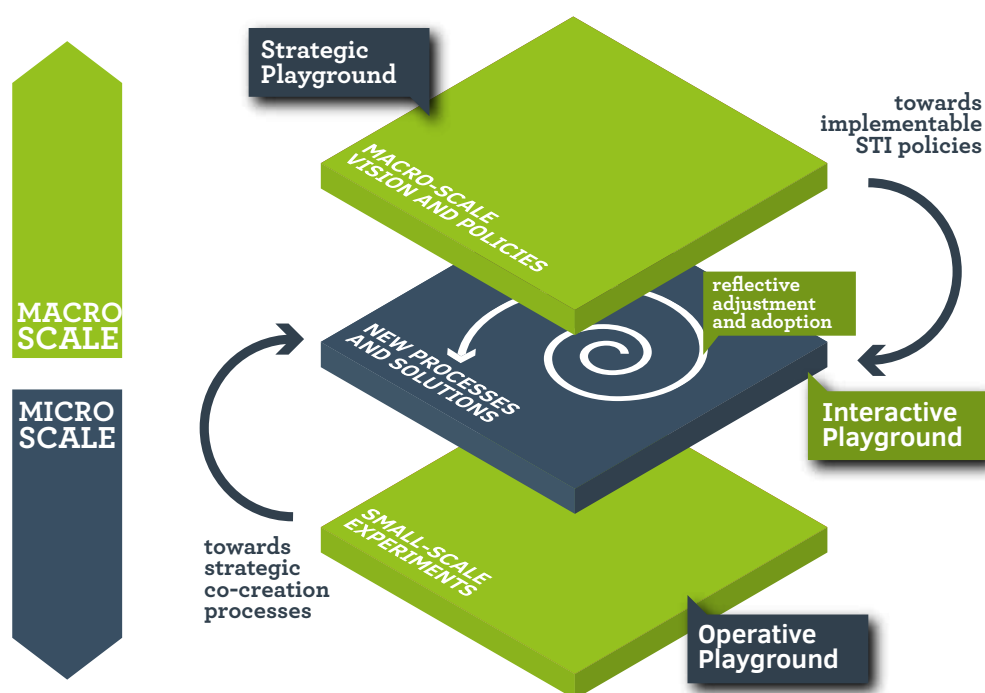 Strategic
Playground
towards
implementable
STI policies
MACRO-SCALE
VISION AND POLICIES
reflective
adjustment
and adoption
MACRO
SCALE
NEW PROCESSES
AND SOLUTIONS
MICRO
SCALE
Interactive
Playground
SMALL-SCALE
EXPERIMENTS
towards
strategic
co-creation
processes
Operative
Playground